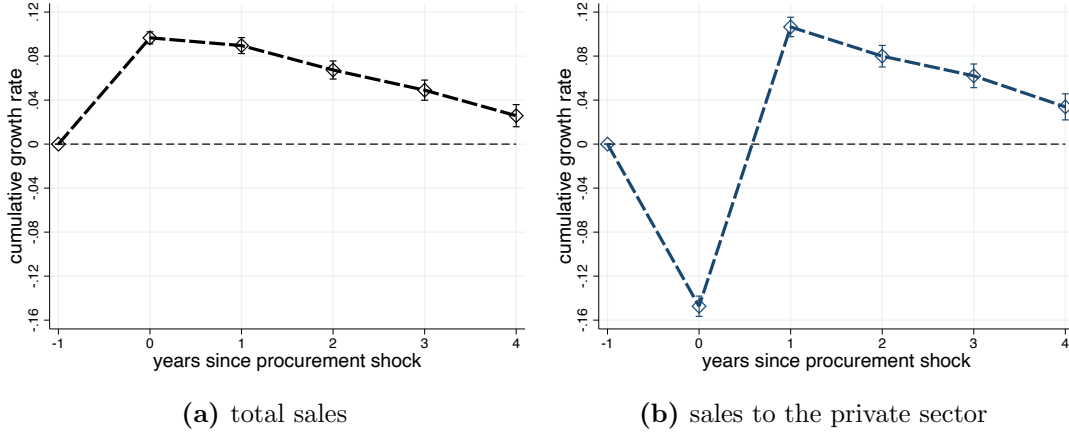 cumulative growth rate
.12
.08
.04
0
-.04
-.08
-.12
-.16
-1 0 1 2 3 4
years since procurement shock
(a) total sales
cumulative growth rate
.12
.08
.04
0
-.04
-.08
-.12
-.16
-1 0 1 2 3 4
years since procurement shock
(b) sales to the private sector